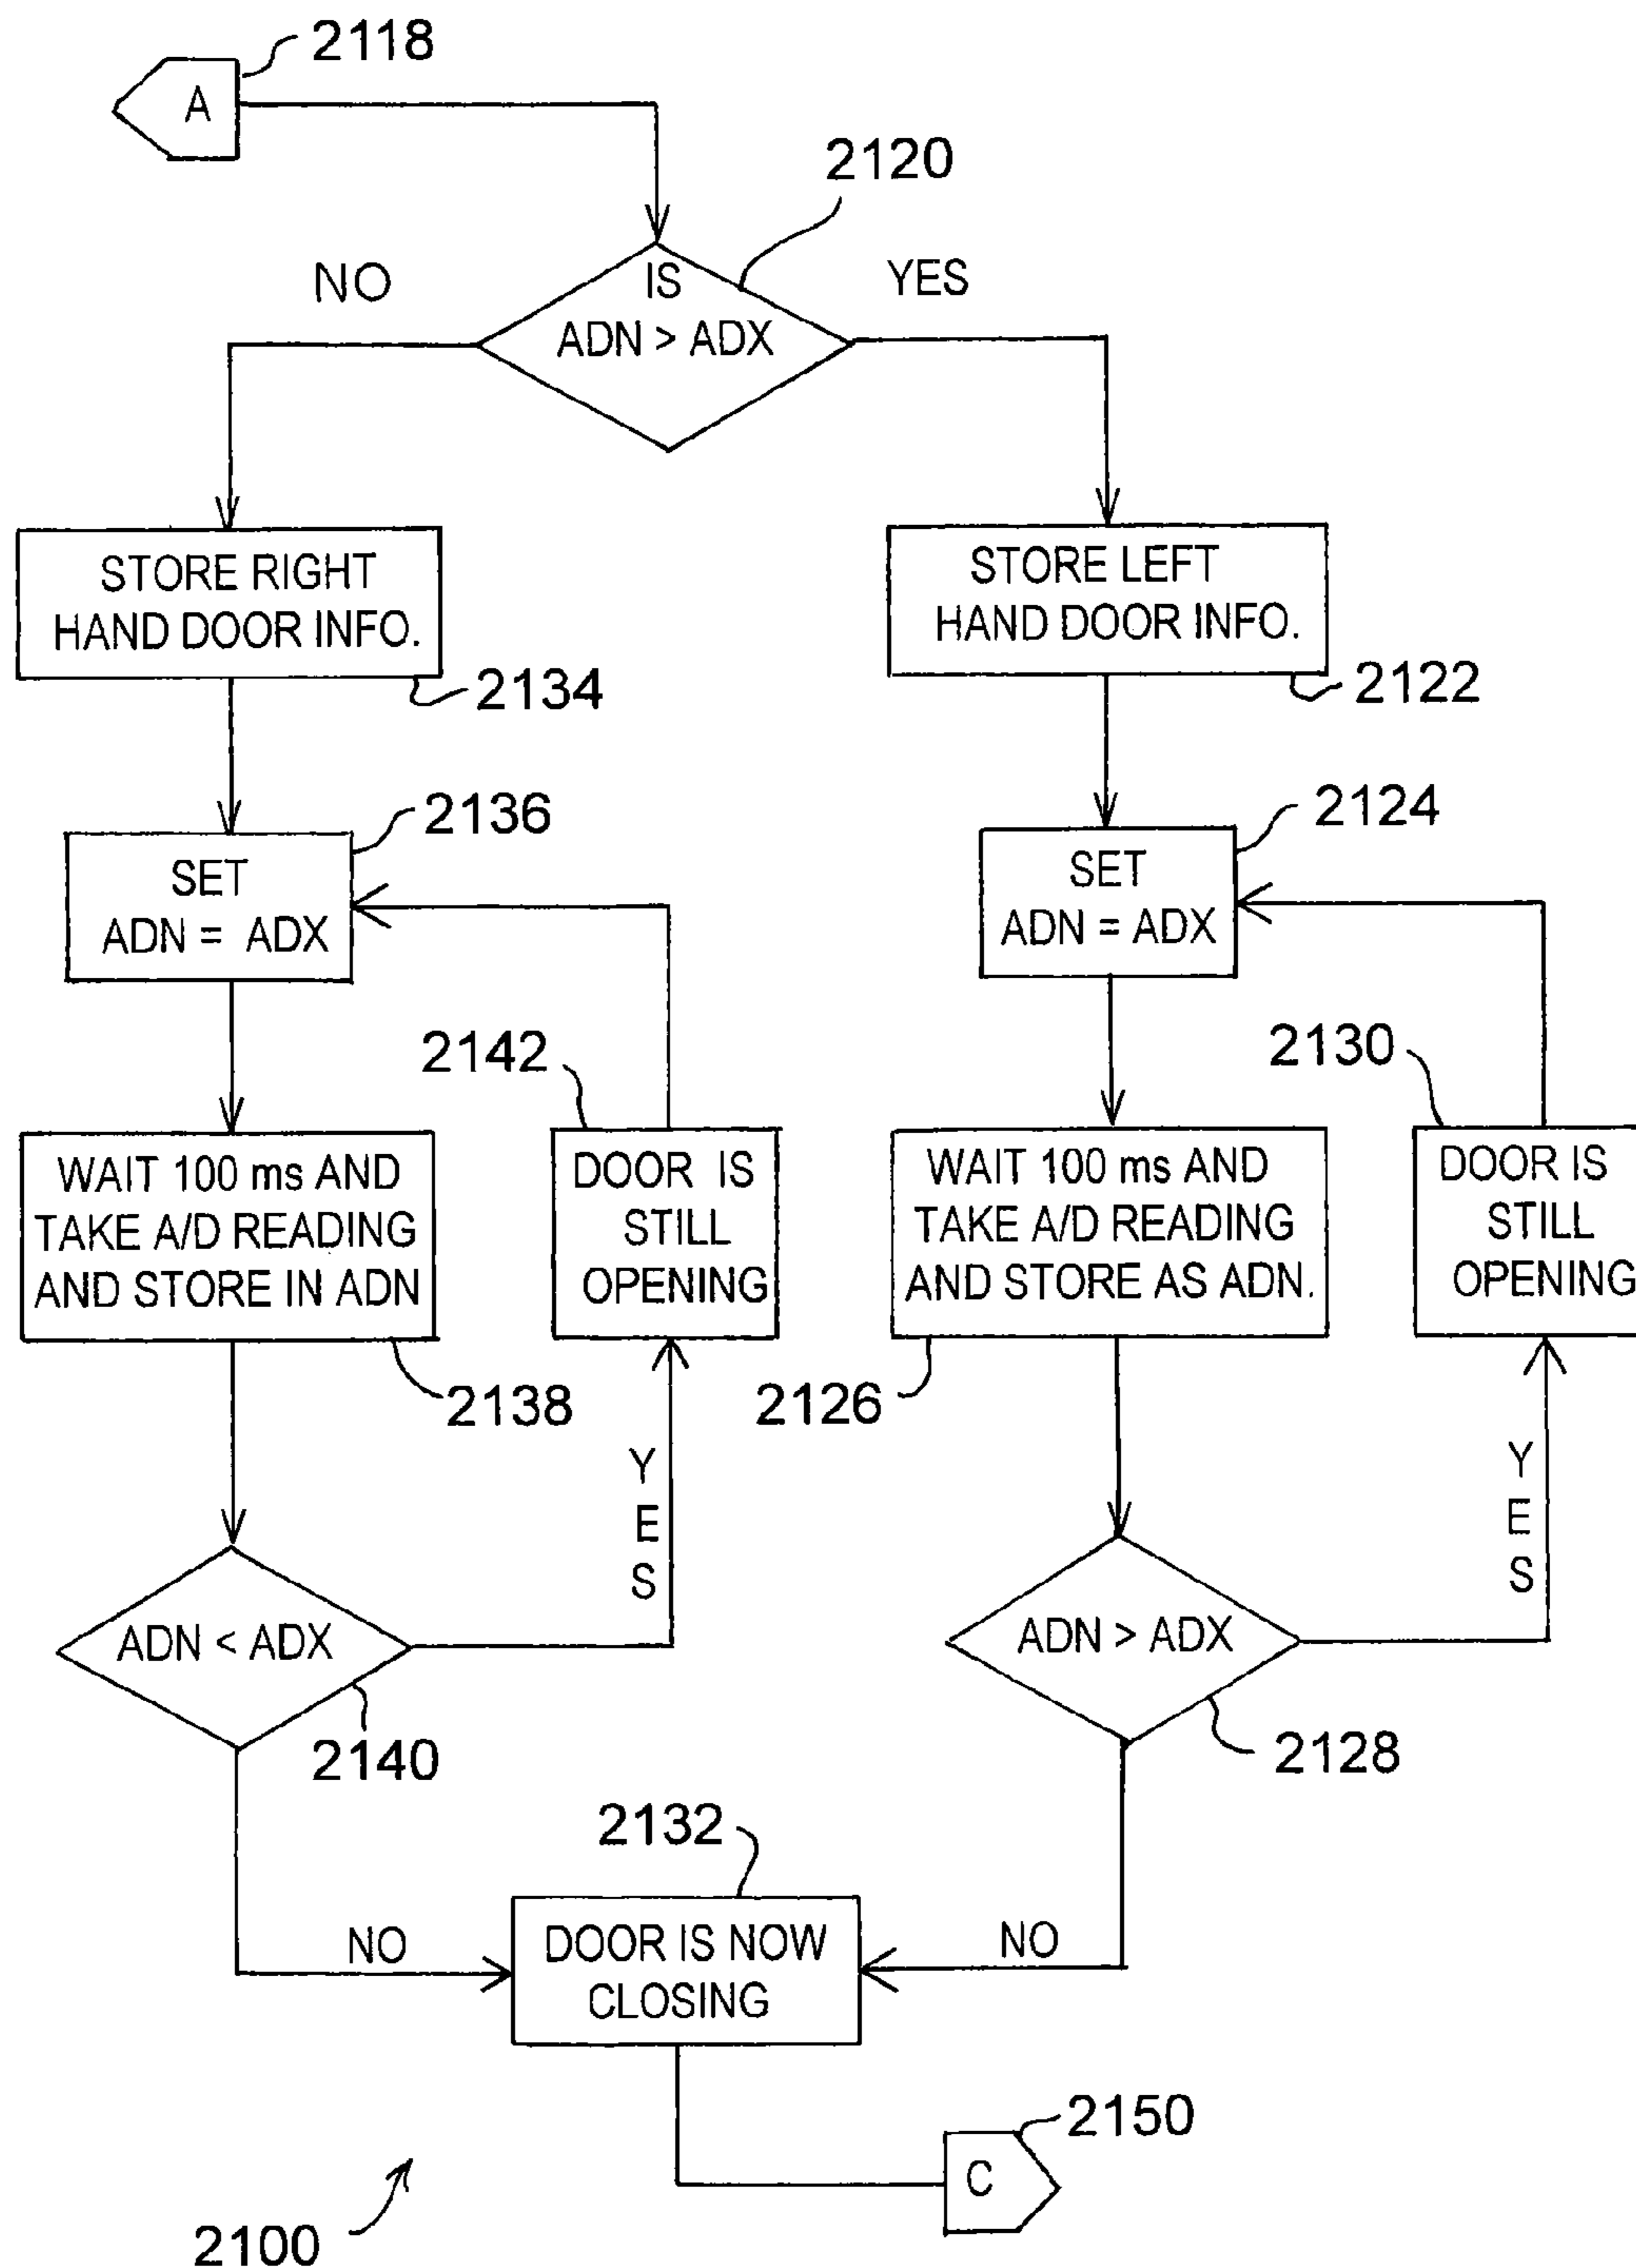 2118
A
2120
NO
YES
IS
ADN > ADX
STORE RIGHT
HAND DOOR INFO.
2134
STORE LEFT
HAND DOOR INFO.
2122
2136
SET
ADN = ADX
2124
SET
ADN = ADX
2142
2130
WAIT 100 ms AND
TAKE A/D READING
AND STORE IN ADN
2138
DOOR IS
STILL
OPENING
WAIT 100 ms AND
TAKE A/D READING
AND STORE AS ADN.
2126
DOOR IS
STILL
OPENING
YES
YES
ADN < ADX
2140
ADN > ADX
2128
2132
NO
DOOR IS NOW
CLOSING
NO
2150
C
2100